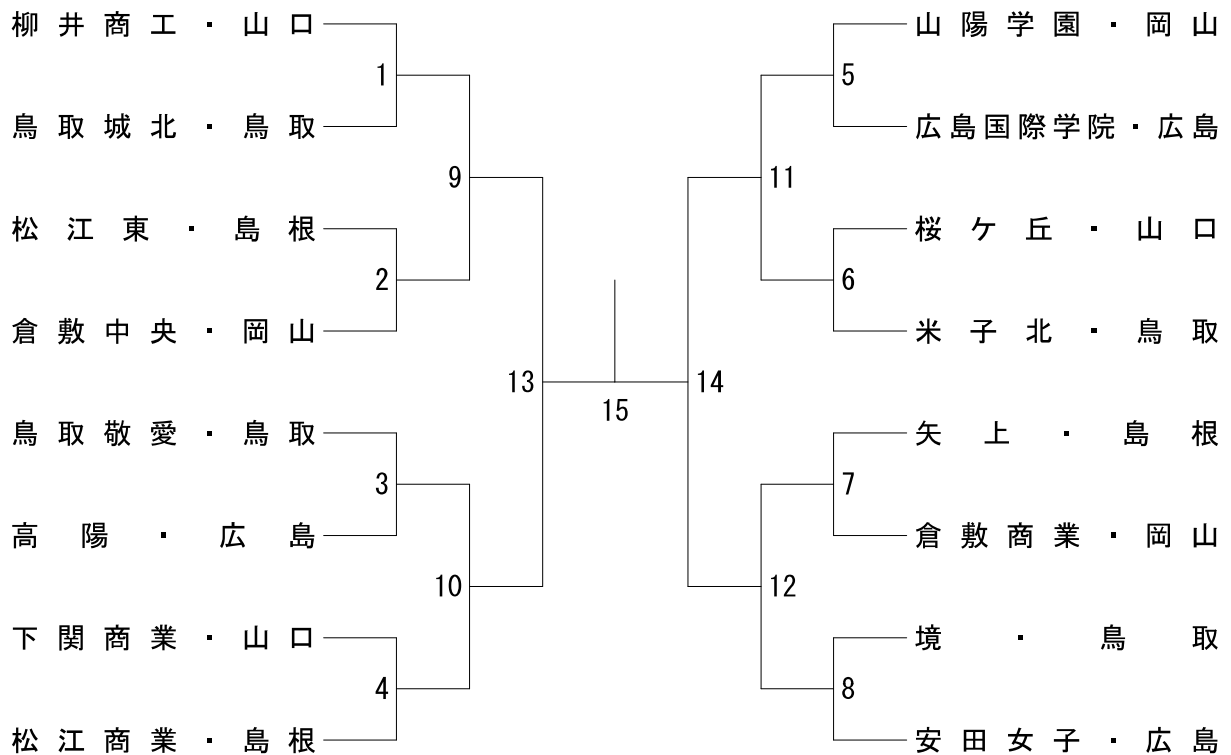 柳井商工・山口
1
鳥取城北・鳥取
9
松江東・島根
2
倉敷中央・岡山
13
鳥取敬愛・鳥取
3
高陽・広島
10
下関商業・山口
4
松江商業・島根
15
山陽学園・岡山
5
広島国際学院・広島
11
桜ケ丘・山口
6
米子北・鳥取
14
矢上・島根
7
倉敷商業・岡山
12
境・鳥取
8
安田女子・広島